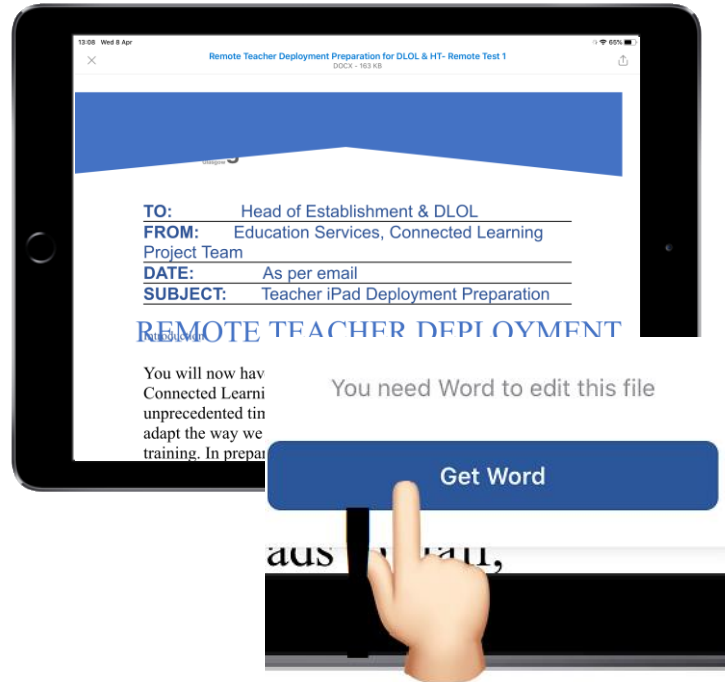 13:08 Wed 8 Apr
65%
Remote Teacher Deployment Preparation for DLOL & HT- Remote Test 1
DOCX - 163 KB
Glasgow
TO: Head of Establishment & DLOL
FROM: Education Services, Connected Learning
Project Team
DATE: As per email
SUBJECT: Teacher iPad Deployment Preparation
REMOTE TEACHER DEPLOYMENT
Introduction
You will now hav
Connected Learni
unprecedented tim
adapt the way we
training. In prepar
You need Word to edit this file
Get Word